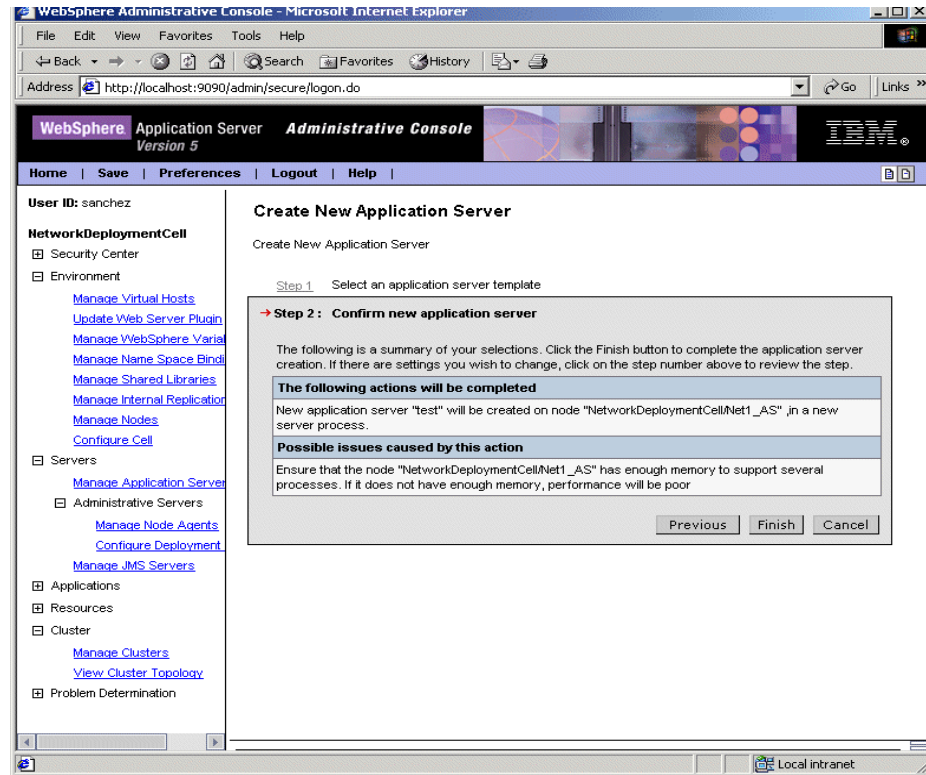 WebSphere Administrative Console - Microsoft Internet Explorer
File Edit View Favorites Tools Help
Back Search Favorites History
Address http://localhost:9090/admin/secure/logon.do Go Links »
WebSphere Application Server Administrative Console
Version 5
IBM®
Home | Save | Preferences | Logout | Help |
User ID: sanchez
NetworkDeploymentCell
Security Center
Environment
Manage Virtual Hosts
Update Web Server Plugin
Manage WebSphere Varial
Manage Name Space Bindi
Manage Shared Libraries
Manage Internal Replication
Manage Nodes
Configure Cell
Servers
Manage Application Server
Administrative Servers
Manage Node Agents
Configure Deployment
Manage JMS Servers
Applications
Resources
Cluster
Manage Clusters
View Cluster Topology
Problem Determination
Create New Application Server
Create New Application Server
Step 1 Select an application server template
Step 2 : Confirm new application server
The following is a summary of your selections. Click the Finish button to complete the application server
creation. If there are settings you wish to change, click on the step number above to review the step.
The following actions will be completed
New application server "test" will be created on node "NetworkDeploymentCell/Net1_AS" ,in a new
server process.
Possible issues caused by this action
Ensure that the node "NetworkDeploymentCell/Net1_AS" has enough memory to support several
processes. If it does not have enough memory, performance will be poor
Previous Finish Cancel
Local intranet